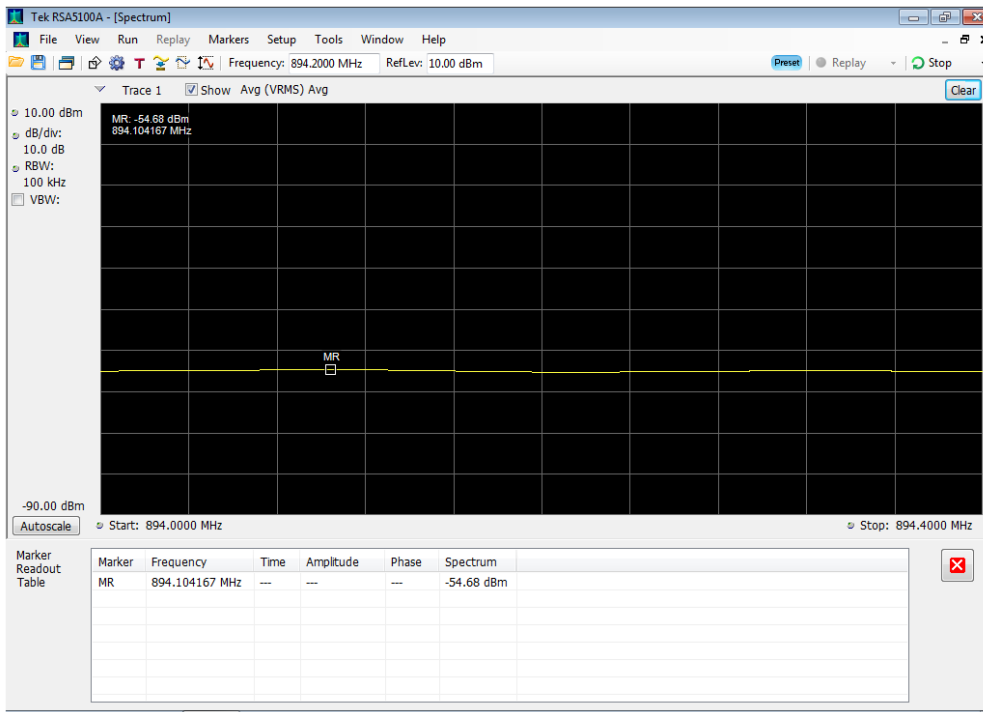 Tek RSA5100A - [Spectrum]
File View Run Replay Markers Setup Tools Window Help
T Frequency: 894.2000 MHz RefLev: 10.00 dBm Preset Replay Stop
Trace 1 Show Avg (VRMS) Avg Clear
10.00 dBm
dB/div:
10.0 dB
RBW:
100 kHz
VBW:
MR: -54.68 dBm
894.104167 MHz
MR
-90.00 dBm
Autoscale Start: 894.0000 MHz Stop: 894.4000 MHz
Marker Readout Table
Marker Frequency Time Amplitude Phase Spectrum
MR 894.104167 MHz --- --- --- -54.68 dBm